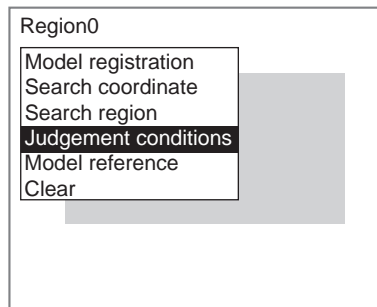 Region0
Model registration
Search coordinate
Search region
Judgement conditions
Model reference
Clear